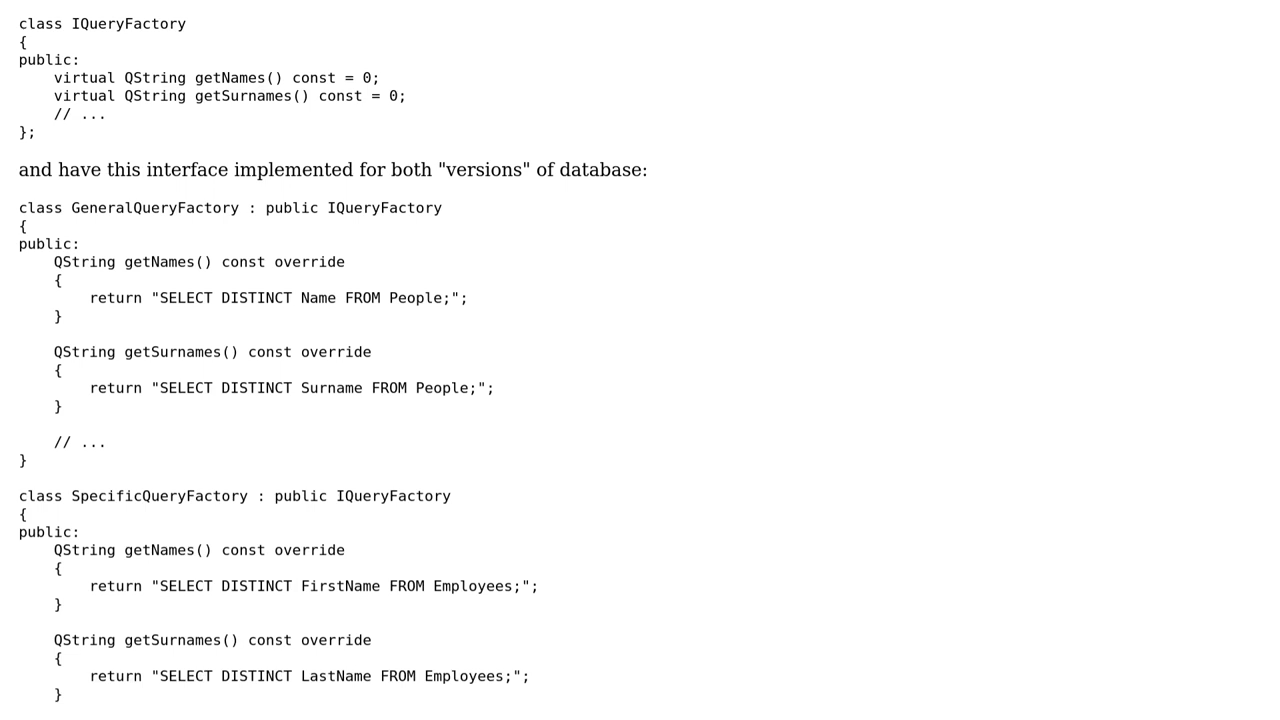 class IQueryFactory
{
public:
    virtual QString getNames() const = 0;
    virtual QString getSurnames() const = 0;
    // ...
};
and have this interface implemented for both "versions" of database:
class GeneralQueryFactory : public IQueryFactory
{
public:
    QString getNames() const override
    {
        return "SELECT DISTINCT Name FROM People;";
    }

    QString getSurnames() const override
    {
        return "SELECT DISTINCT Surname FROM People;";
    }

    // ...
}

class SpecificQueryFactory : public IQueryFactory
{
public:
    QString getNames() const override
    {
        return "SELECT DISTINCT FirstName FROM Employees;";
    }

    QString getSurnames() const override
    {
        return "SELECT DISTINCT LastName FROM Employees;";
    }